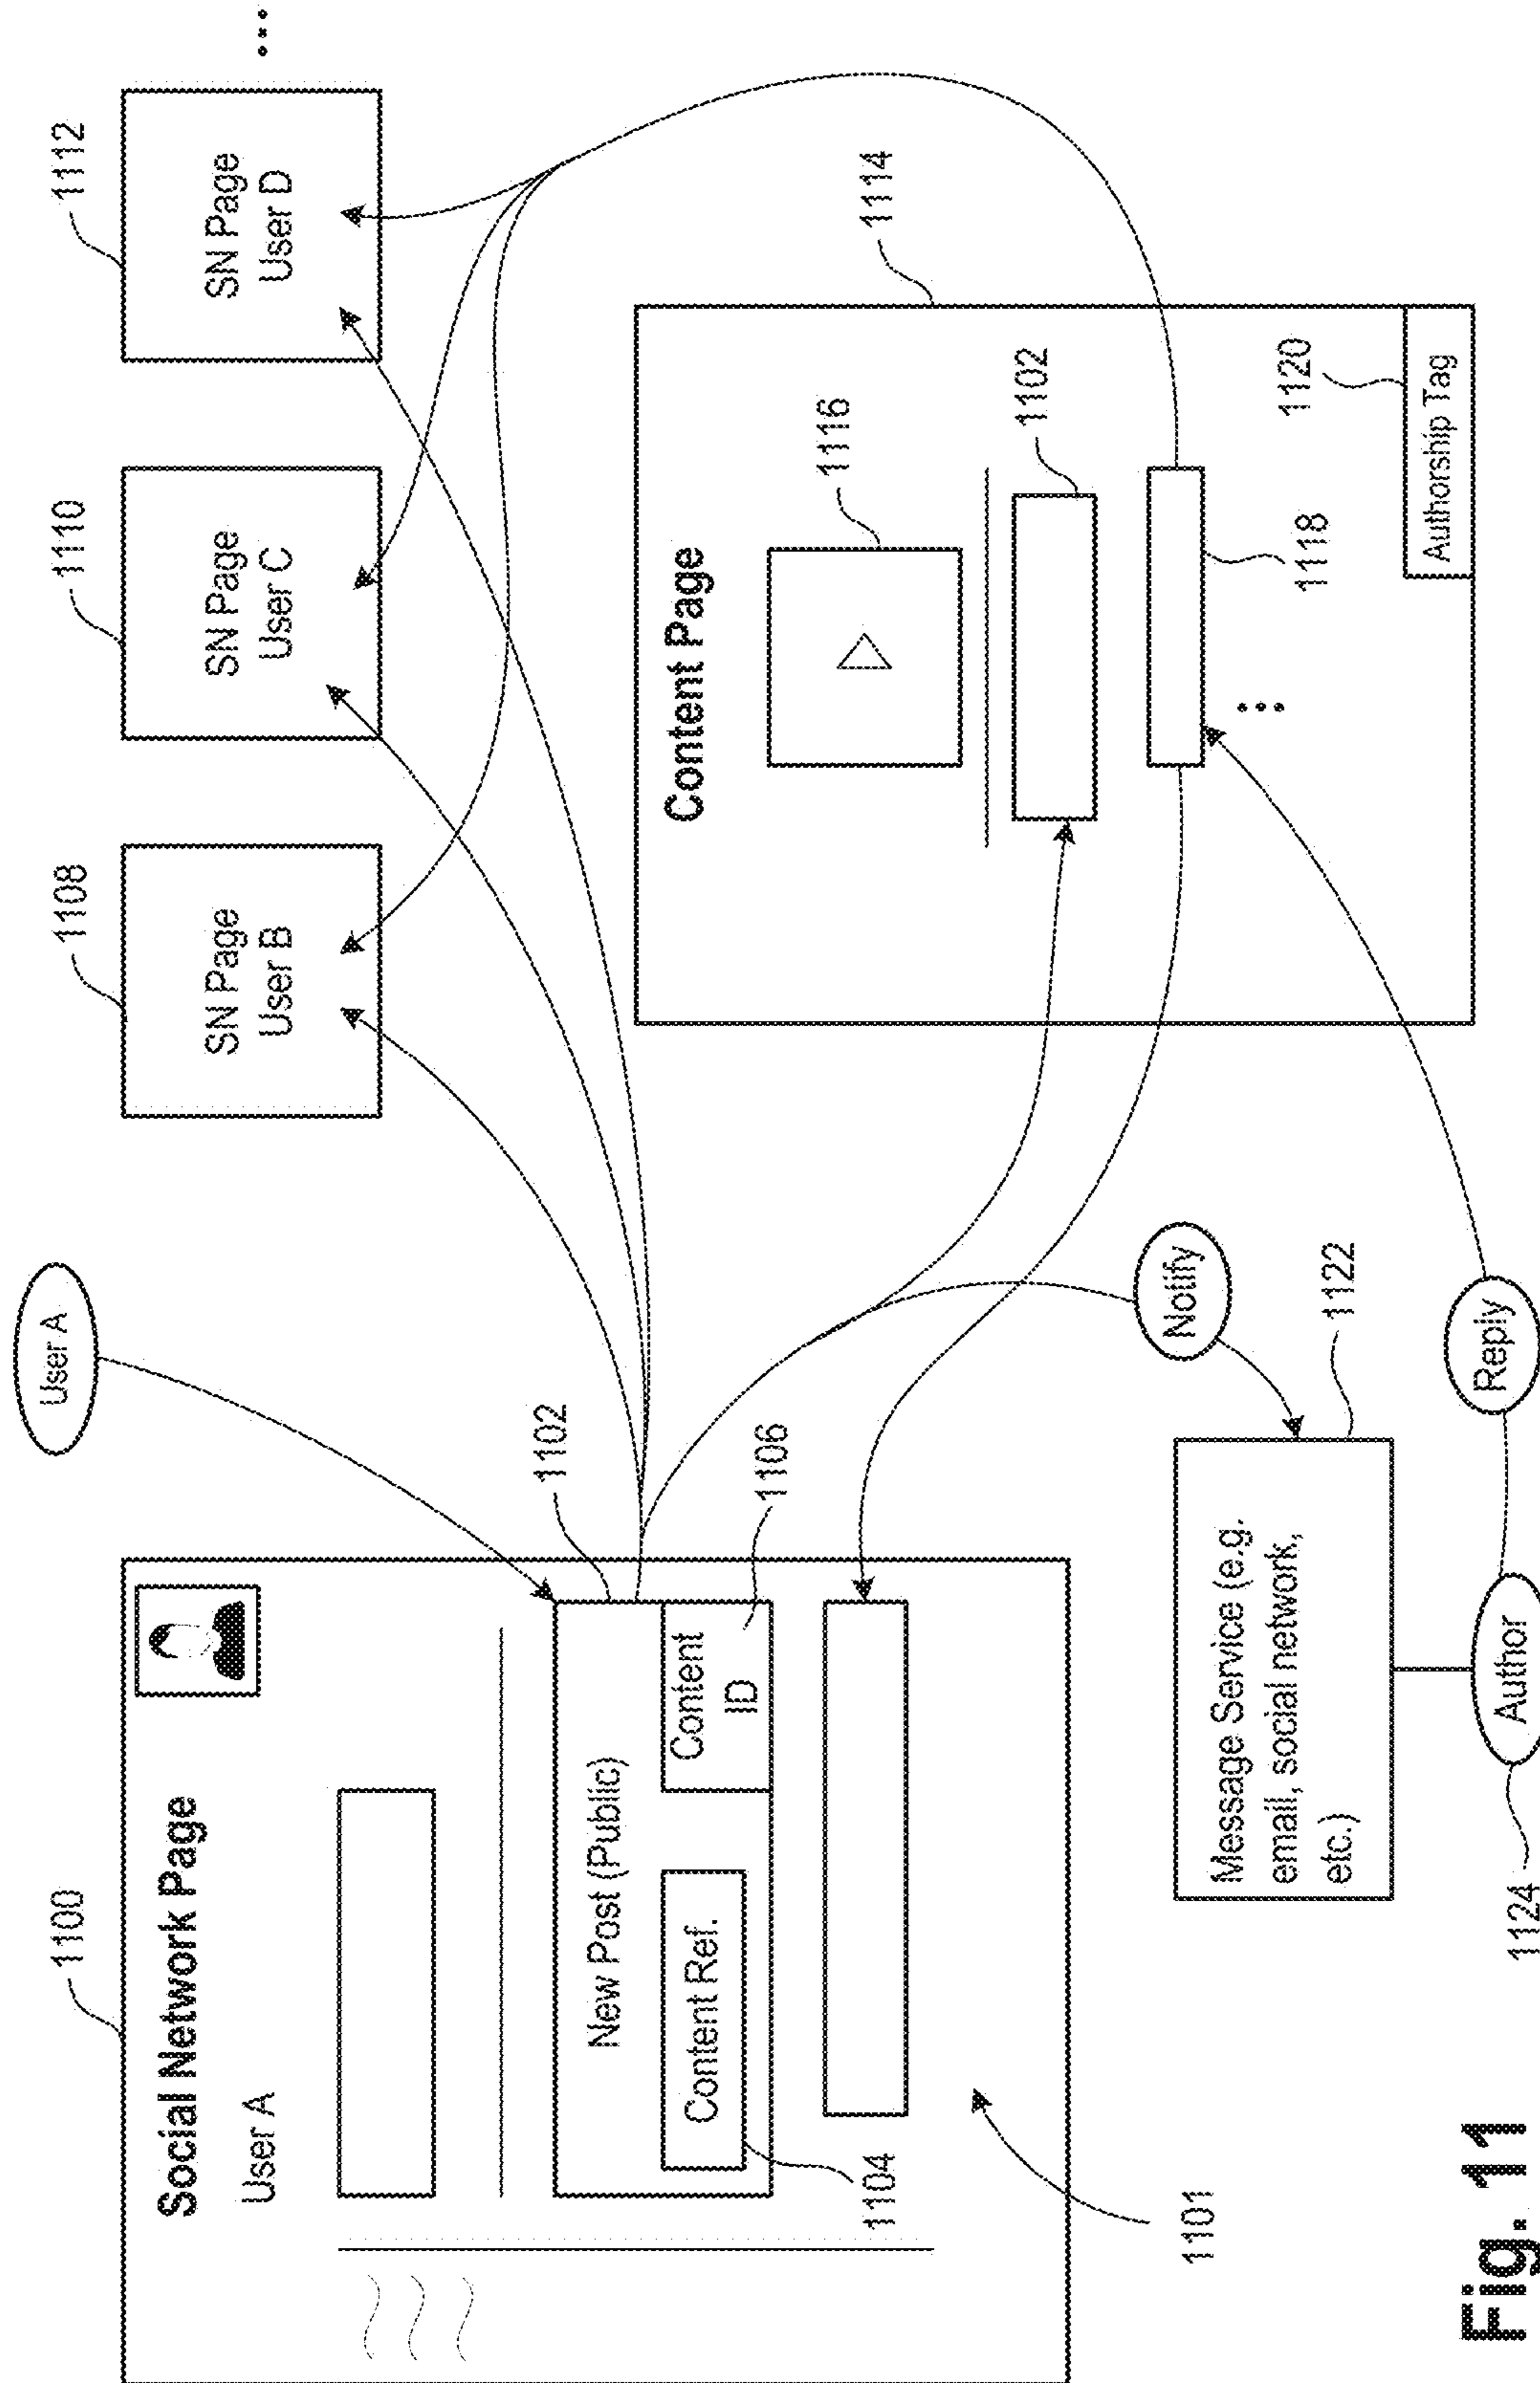 User A
1100
Social Network Page
User A
1102
New Post (Public)
Content Ref.
Content
ID
1104
1106
1101
1108
SN Page
User B
1110
SN Page
User C
1112
SN Page
User D
...
1114
Content Page
1116
1102
1118
1120
Authorship Tag
Notify
1122
Message Service (e.g.
email, social network,
etc.)
1124
Author
Reply
Fig. 11